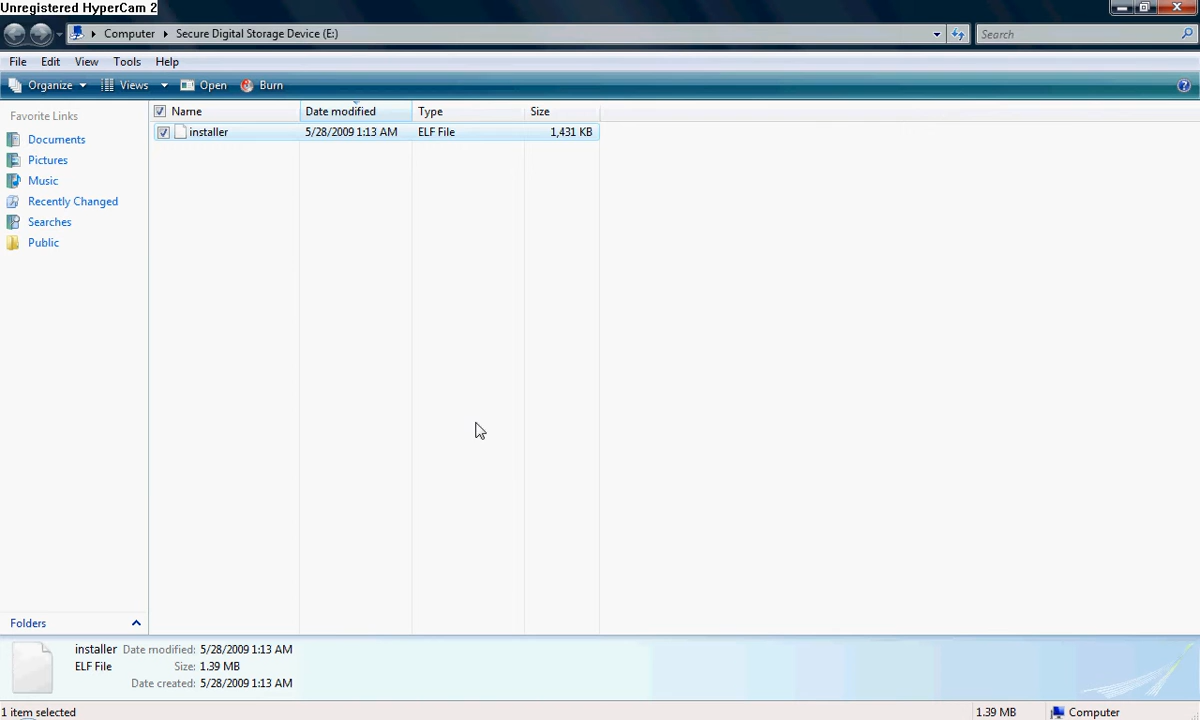 Unregistered HyperCam 2
Computer Secure Digital Storage Device (E:) Search
File Edit View Tools Help
Organize Views Open Burn ?
Favorite Links
Documents
Pictures
Music
Recently Changed
Searches
Public
Folders
Name Date modified Type Size
installer 5/28/2009 1:13 AM ELF File 1,431 KB
installer Date modified: 5/28/2009 1:13 AM
ELF File Size: 1.39 MB
Date created: 5/28/2009 1:13 AM
1 item selected 1.39 MB Computer